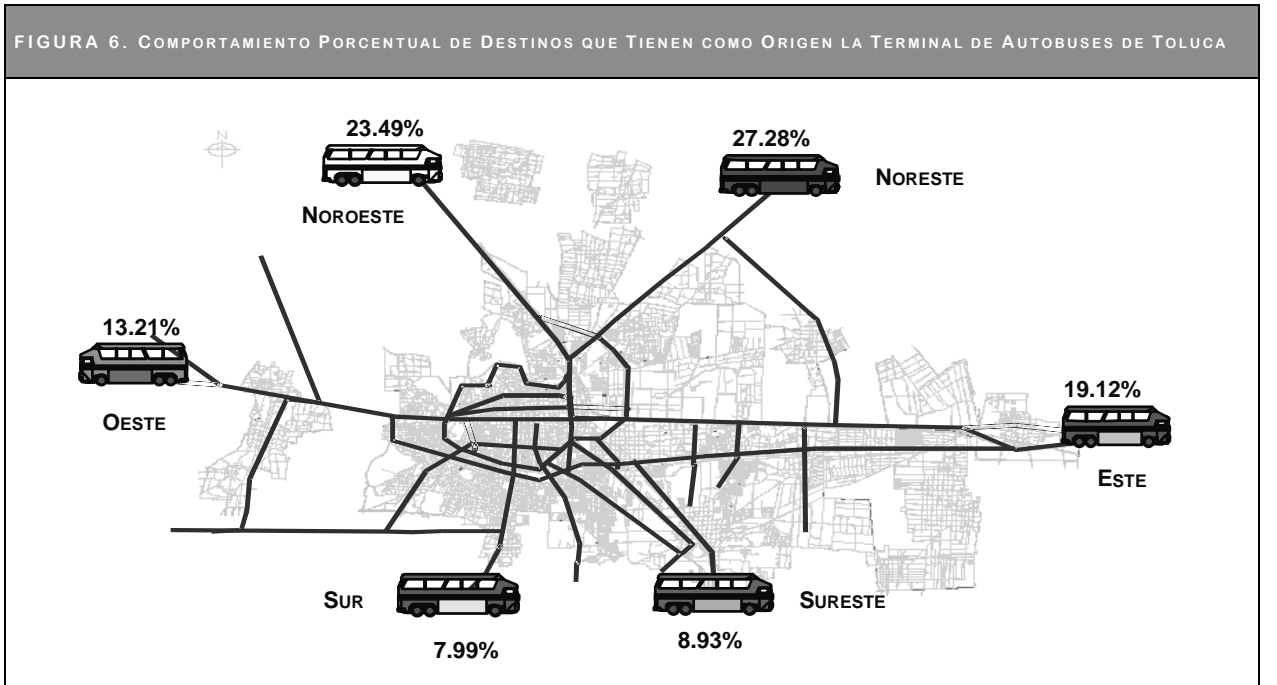 FIGURA 6. COMPORTAMIENTO PORCENTUAL DE DESTINOS QUE TIENEN COMO ORIGEN LA TERMINAL DE AUTOBUSES DE TOLUCA
N
23.49%
NOROESTE
27.28%
NORESTE
13.21%
OESTE
19.12%
ESTE
SUR
7.99%
SURESTE
8.93%